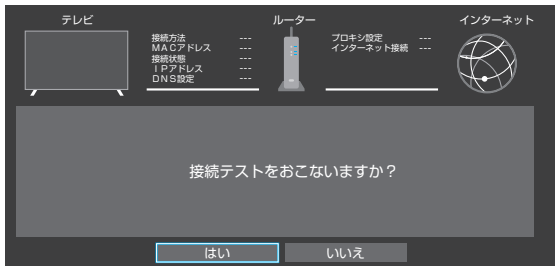 テレビ
ルーター
インターネット
接続方法 ---
MACアドレス ---
接続状態 ---
IPアドレス ---
DNS設定 ---
プロキシ設定 ---
インターネット接続 ---
接続テストをおこないますか？
はい
いいえ